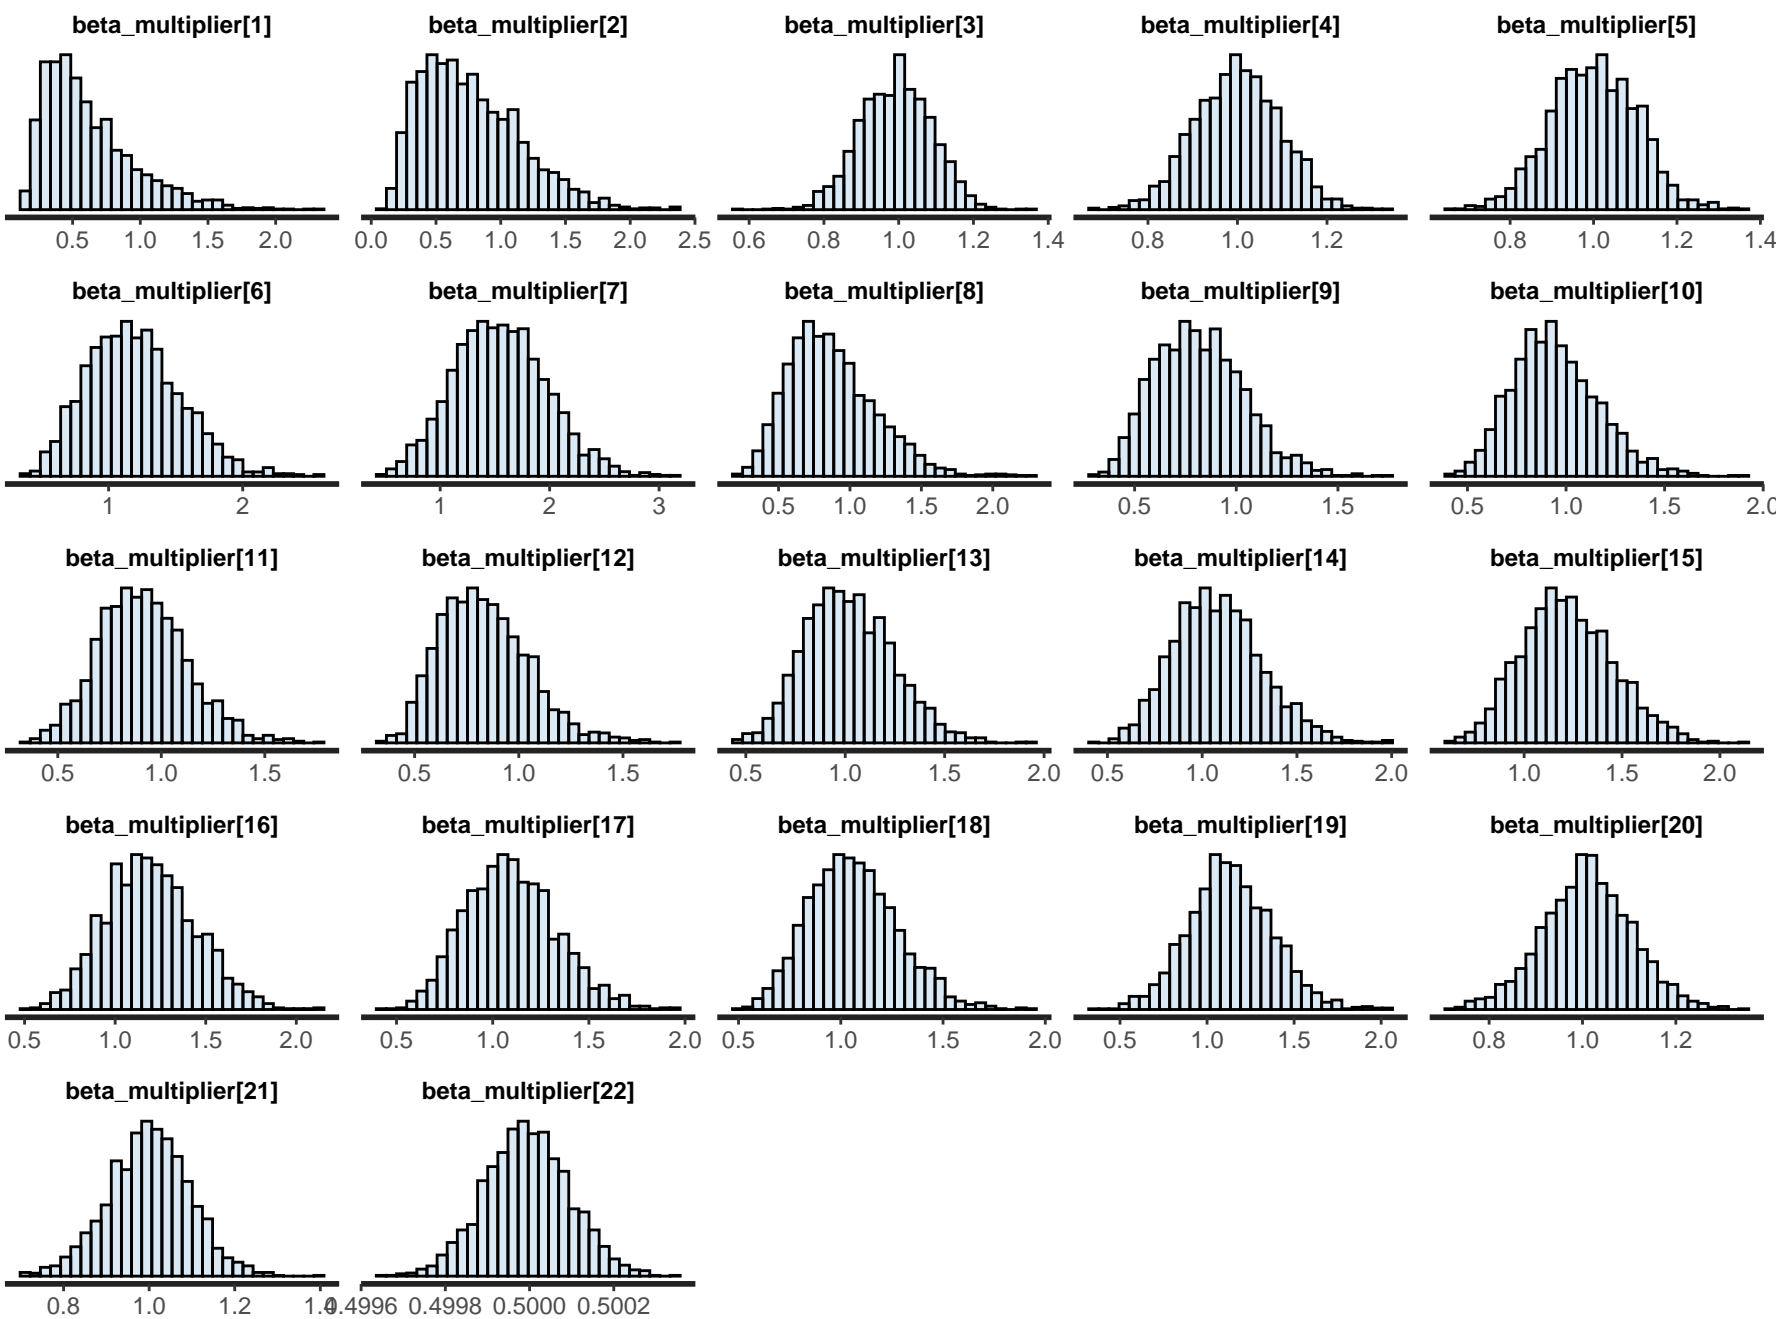 beta_multiplier[1] beta_multiplier[2] beta_multiplier[3] beta_multiplier[4] beta_multiplier[5]
0.5 1.0 1.5 2.0 0.0 0.5 1.0 1.5 2.0 2.5 0.6 0.8 1.0 1.2 1.4 0.8 1.0 1.2 0.8 1.0 1.2 1.4
beta_multiplier[6] beta_multiplier[7] beta_multiplier[8] beta_multiplier[9] beta_multiplier[10]
1 2 1 2 3 0.5 1.0 1.5 2.0 0.5 1.0 1.5 0.5 1.0 1.5 2.0
beta_multiplier[11] beta_multiplier[12] beta_multiplier[13] beta_multiplier[14] beta_multiplier[15]
0.5 1.0 1.5 0.5 1.0 1.5 0.5 1.0 1.5 2.0 0.5 1.0 1.5 2.0 1.0 1.5 2.0
beta_multiplier[16] beta_multiplier[17] beta_multiplier[18] beta_multiplier[19] beta_multiplier[20]
0.5 1.0 1.5 2.0 0.5 1.0 1.5 2.0 0.5 1.0 1.5 2.0 0.5 1.0 1.5 2.0 0.8 1.0 1.2
beta_multiplier[21] beta_multiplier[22]
0.8 1.0 1.2 1.4 0.4996 0.4998 0.5000 0.5002